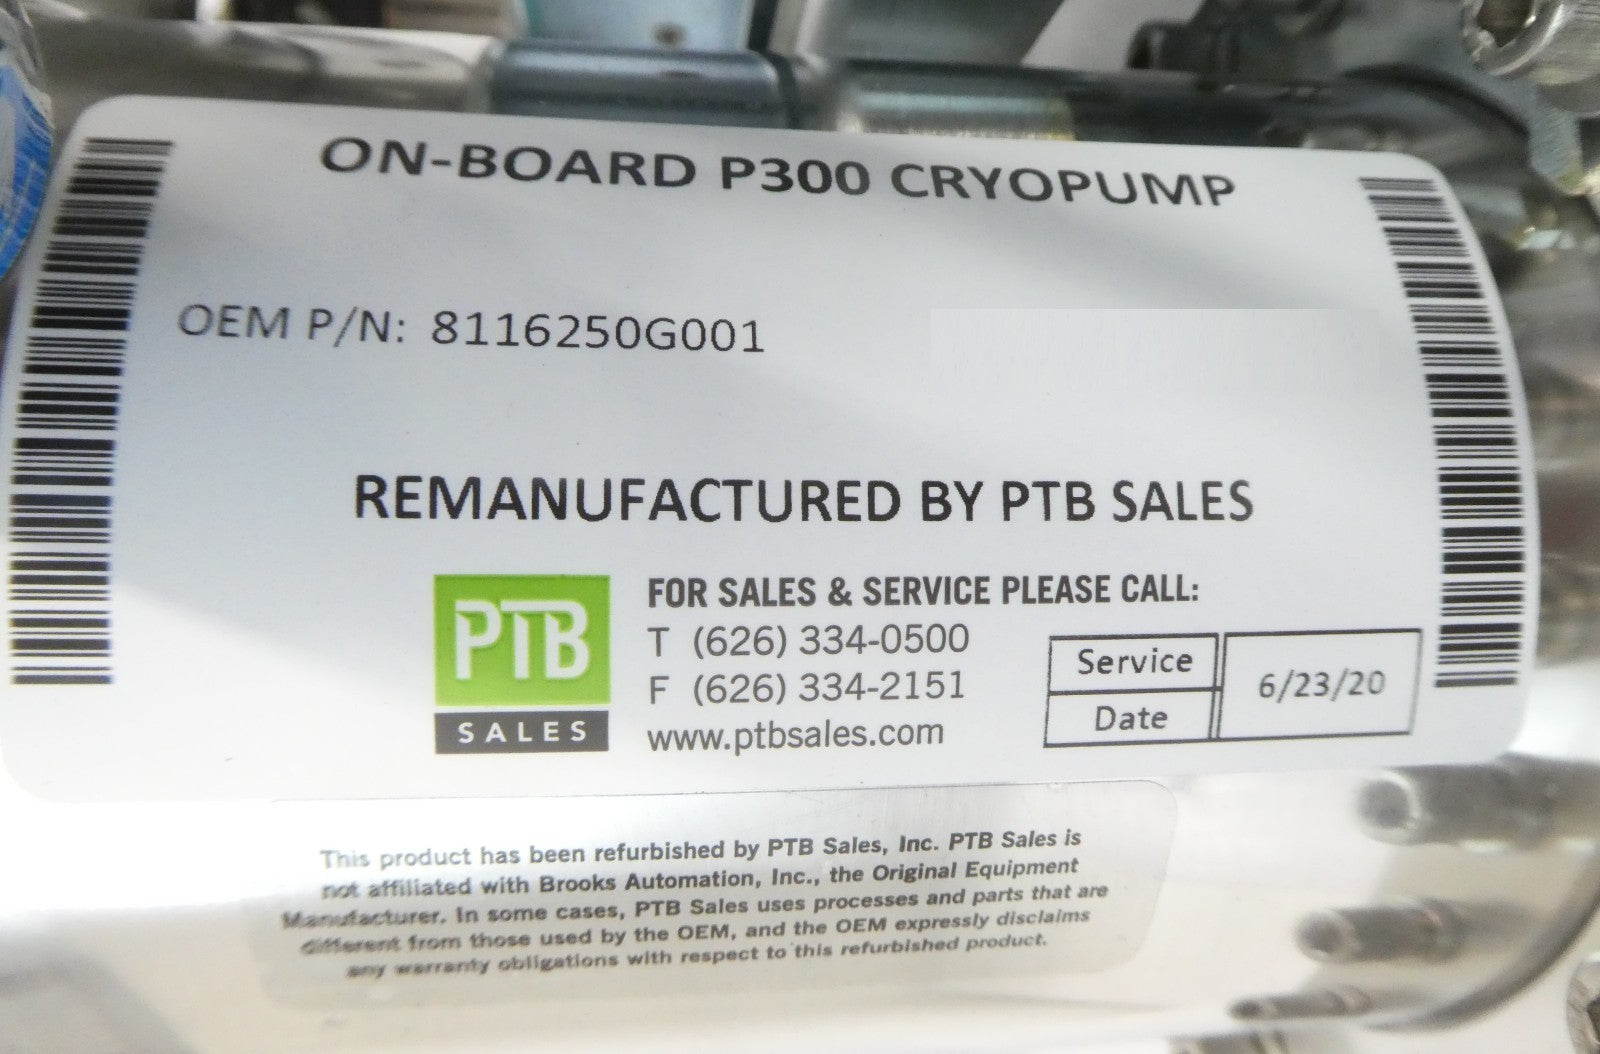 ON-BOARD P300 CRYOPUMP
OEM P/N: 8116250G001
REMANUFACTURED BY PTB SALES
PTB
SALES
FOR SALES & SERVICE PLEASE CALL:
T (626) 334-0500
F (626) 334-2151
www.ptbsales.com
Service
Date
6/23/20
This product has been refurbished by PTB Sales, Inc. PTB Sales is
not affiliated with Brooks Automation, Inc., the Original Equipment
Manufacturer. In some cases, PTB Sales uses processes and parts that are
different from those used by the OEM, and the OEM expressly disclaims
any warranty obligations with respect to this refurbished product.